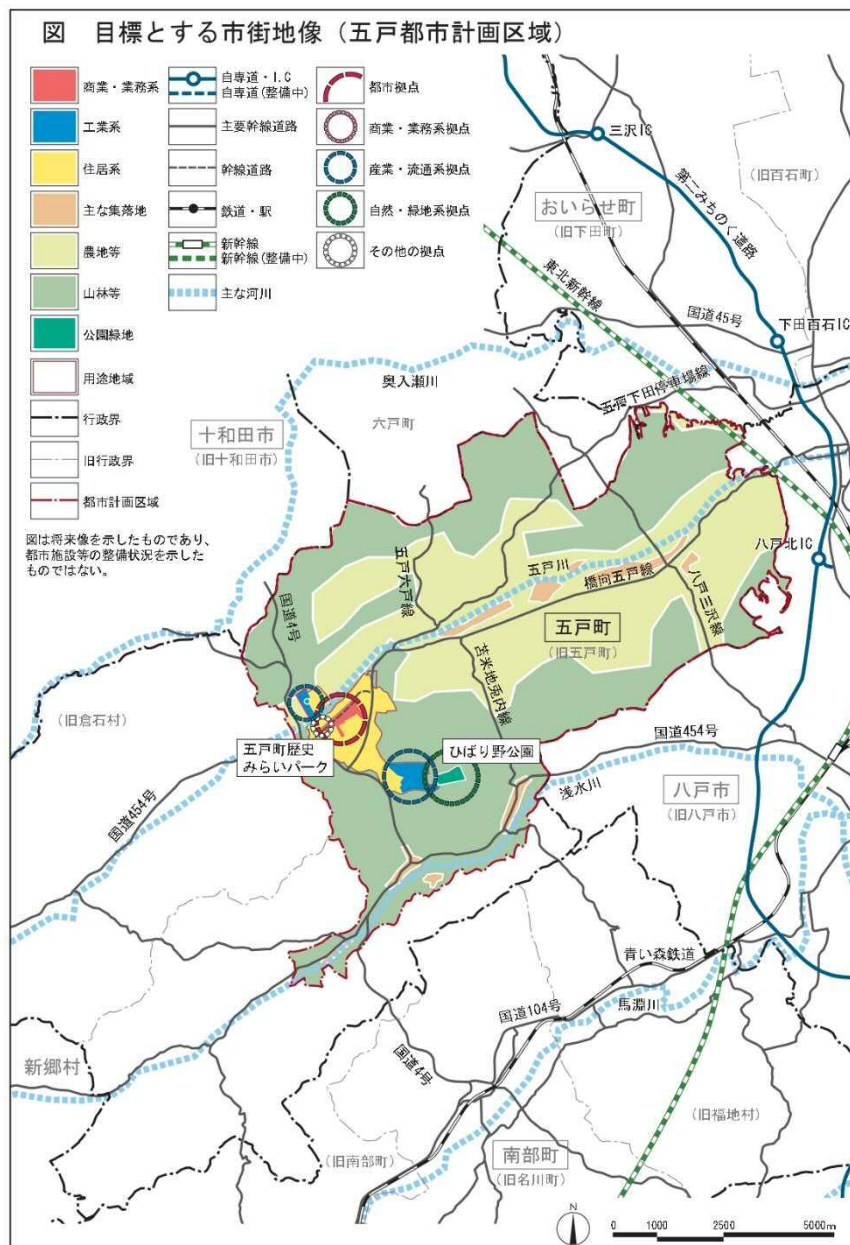 図 目標とする市街地像（五戸都市計画区域）
商業・業務系
工業系
住居系
主な集落地
農地等
山林等
公園緑地
用途地域
行政界
旧行政界
都市計画区域
自専道・I.C
自専道(整備中)
主要幹線道路
幹線道路
鉄道・駅
新幹線
新幹線(整備中)
主な河川
都市拠点
商業・業務系拠点
産業・流通系拠点
自然・緑地系拠点
その他の拠点
図は将来像を示したものであり、
都市施設等の整備状況を示した
ものではない。
三沢IC
(旧百石町)
第二みちのく道路
おいらせ町
(旧下田町)
東北新幹線
国道45号
下田百石IC
奥入瀬川
五戸下田停車場線
十和田市
(旧十和田市)
六戸町
八戸北IC
五戸六戸線
五戸川
橋向五戸線
八戸三沢線
国道4号
五戸町
(旧五戸町)
苫米地兎内線
(旧倉石村)
五戸町歴史
みらいパーク
ひばり野公園
国道454号
浅水川
八戸市
(旧八戸市)
国道454号
青い森鉄道
馬淵川
国道104号
新郷村
国道4号
(旧福地村)
(旧南部町)
南部町
(旧名川町)
N
0 1000 2500 5000m